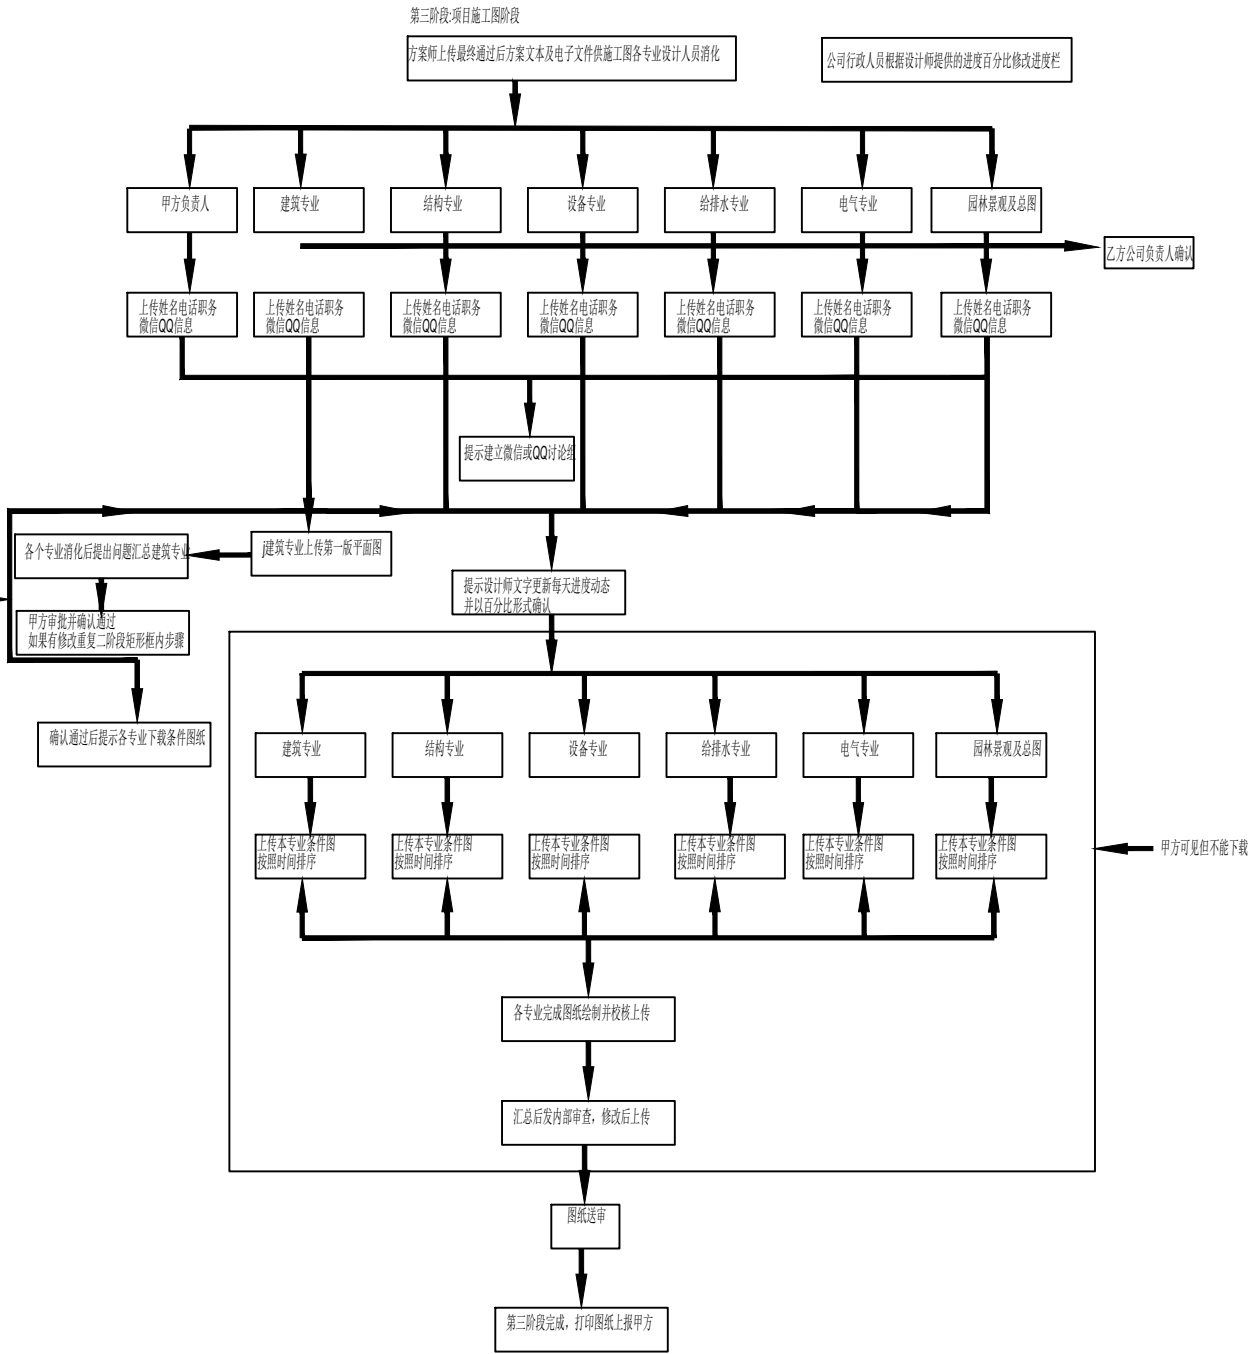 第三阶段:项目施工图阶段
方案师上传最终通过后方案文本及电子文件供施工图各专业设计人员消化
公司行政人员根据设计师提供的进度百分比修改进度栏
甲方负责人
建筑专业
结构专业
设备专业
给排水专业
电气专业
园林景观及总图
乙方公司负责人确认
上传姓名电话职务
微信QQ信息
上传姓名电话职务
微信QQ信息
上传姓名电话职务
微信QQ信息
上传姓名电话职务
微信QQ信息
上传姓名电话职务
微信QQ信息
上传姓名电话职务
微信QQ信息
上传姓名电话职务
微信QQ信息
提示建立微信或QQ讨论组
各个专业消化后提出问题汇总建筑专业
j建筑专业上传第一版平面图
提示设计师文字更新每天进度动态
并以百分比形式确认
甲方审批并确认通过
如果有修改重复二阶段矩形框内步骤
确认通过后提示各专业下载条件图纸
建筑专业
结构专业
设备专业
给排水专业
电气专业
园林景观及总图
上传本专业条件图
按照时间排序
上传本专业条件图
按照时间排序
上传本专业条件图
按照时间排序
上传本专业条件图
按照时间排序
上传本专业条件图
按照时间排序
上传本专业条件图
按照时间排序
甲方可见但不能下载
各专业完成图纸绘制并校核上传
汇总后发内部审查，修改后上传
图纸送审
第三阶段完成，打印图纸上报甲方